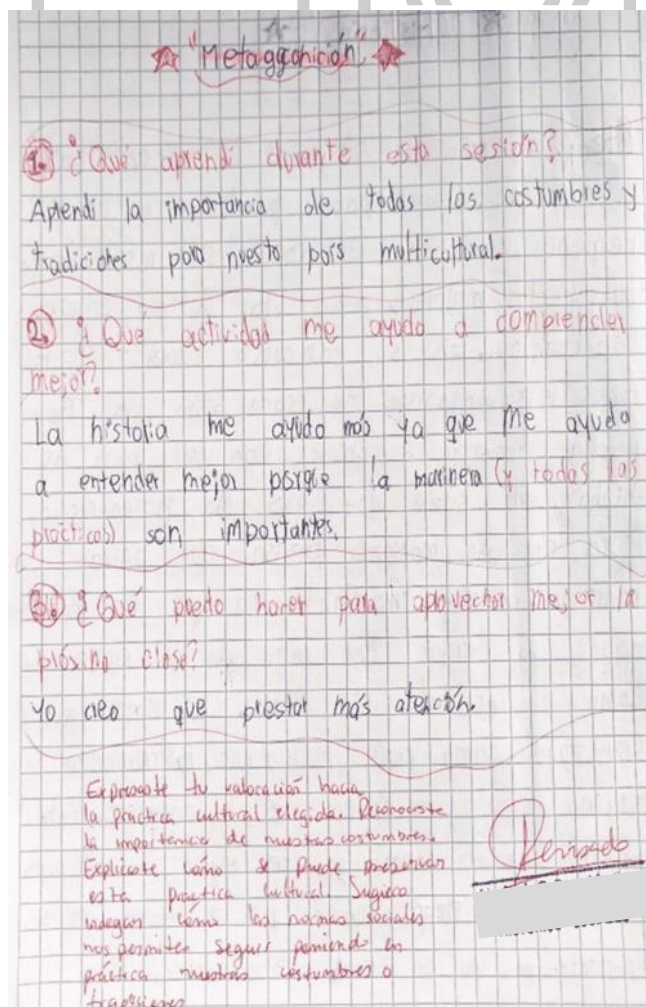 "Metaggonición"
1. ¿Qué aprendí durante esta sesión?
Aprendi la importancia de todas las costumbres y
tradiciones para nuesto país multicultural.
2. ¿Qué actividad me ayudo a comprender
mejor?
La historia me ayudo más ya que me ayuda
a entender mejor porque la marinera (y todas las
practicas) son importantes.
3. ¿Qué puedo hacer para aprovechar mejor la
próxima clase?
Yo creo que prestar más atención.
Expresaste tu valoración hacia
la práctica cultural elegida. Reconociste
la importancia de nuestras costumbres.
Explicaste cómo se puede preservar
esta práctica cultural. Sugiero
indagar cómo las normas sociales
nos permiten seguir poniendo en
práctica nuestras costumbres o
tradiciones
Revisado